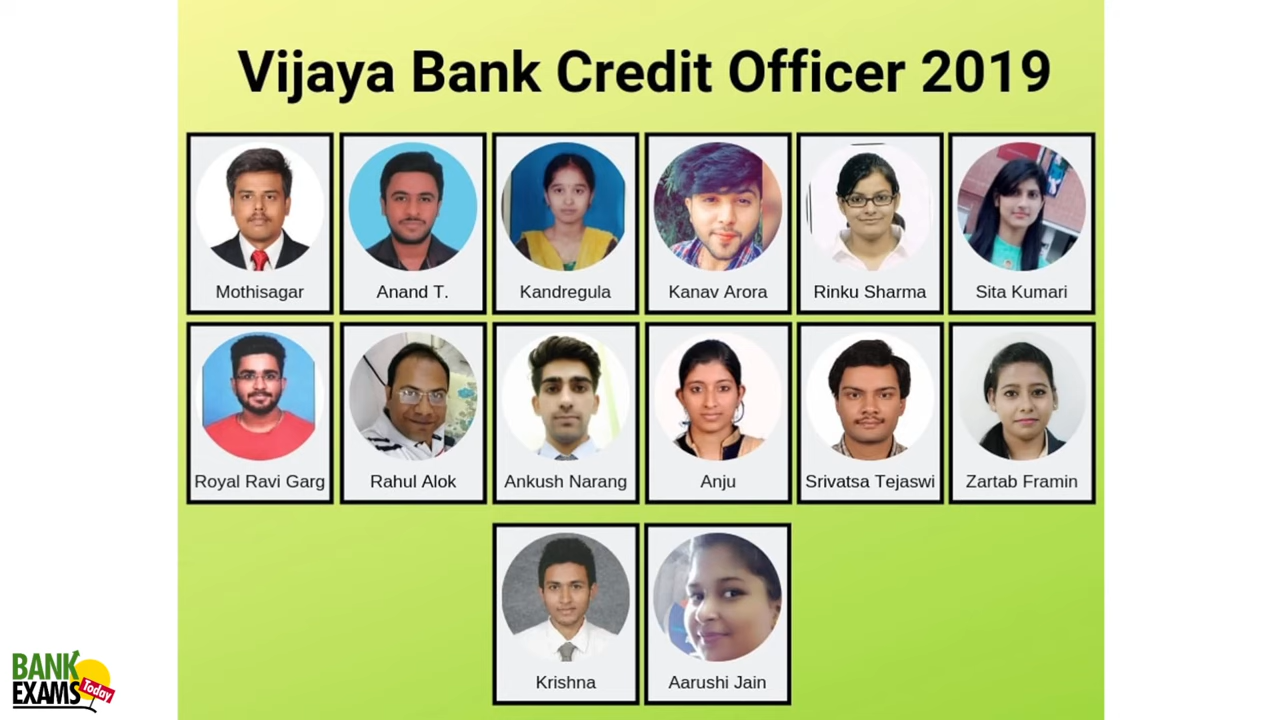 Vijaya Bank Credit Officer 2019
Mothisagar
Anand T.
Kandregula
Kanav Arora
Rinku Sharma
Sita Kumari
Royal Ravi Garg
Rahul Alok
Ankush Narang
Anju
Srivatsa Tejaswi
Zartab Framin
Krishna
Aarushi Jain
BANK
EXAMS
Today